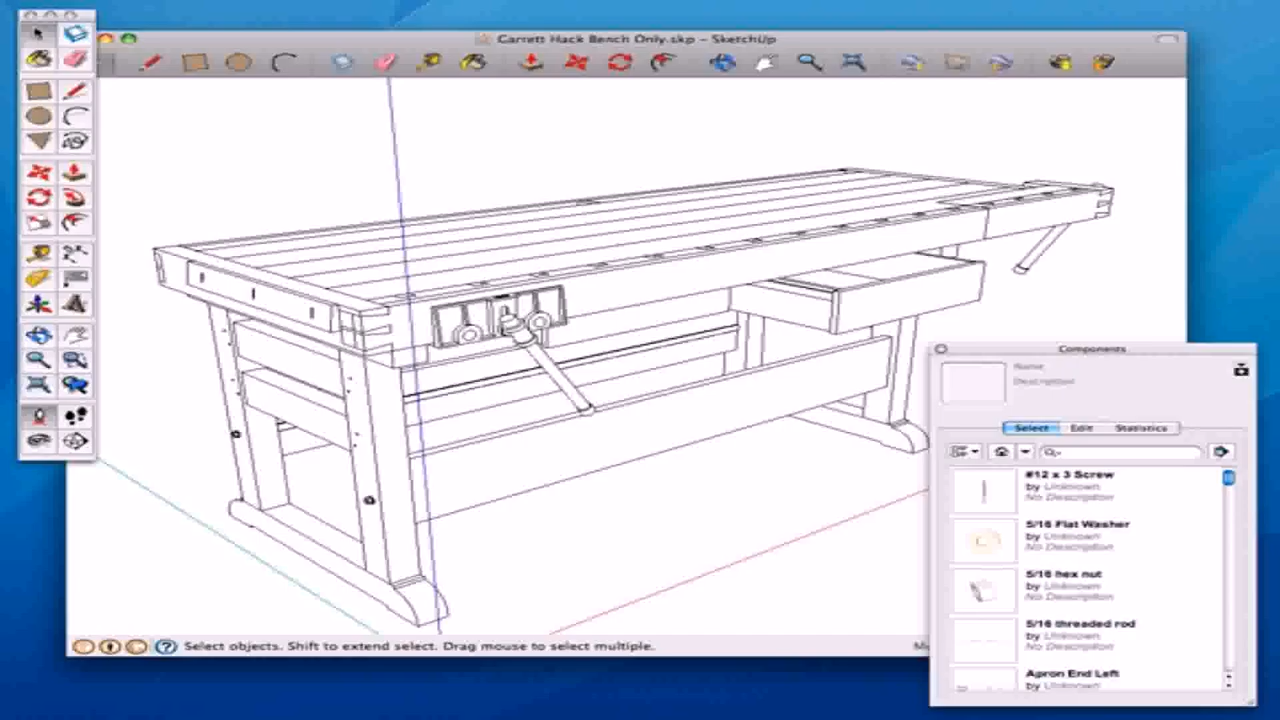 Garrett Hack Bench Only.skp - SketchUp
Components
Name
Description
Select Edit Statistics
#12 x 3 Screw
by Unknown
No Description
5/16 Flat Washer
by Unknown
No Description
5/16 hex nut
by Unknown
No Description
5/16 threaded rod
by Unknown
No Description
Apron End Left
by Unknown
Select objects. Shift to extend select. Drag mouse to select multiple.